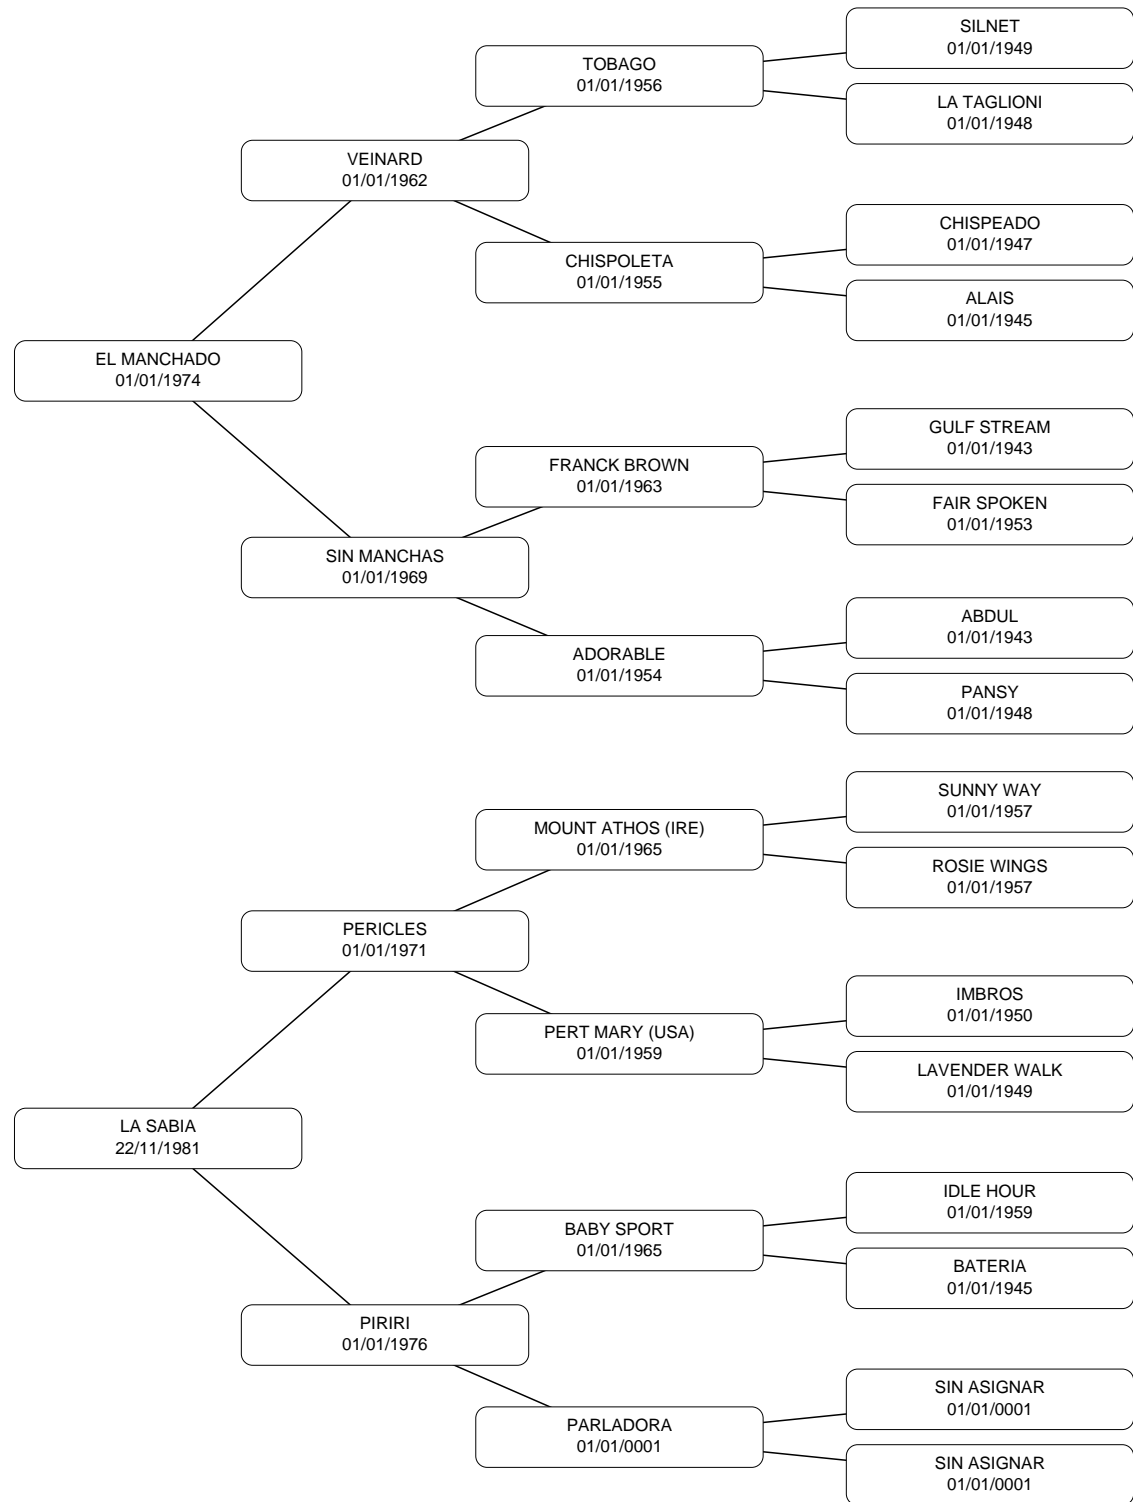 SILNET
01/01/1949
TOBAGO
01/01/1956
LA TAGLIONI
01/01/1948
VEINARD
01/01/1962
CHISPEADO
01/01/1947
CHISPOLETA
01/01/1955
ALAIS
01/01/1945
EL MANCHADO
01/01/1974
GULF STREAM
01/01/1943
FRANCK BROWN
01/01/1963
FAIR SPOKEN
01/01/1953
SIN MANCHAS
01/01/1969
ABDUL
01/01/1943
ADORABLE
01/01/1954
PANSY
01/01/1948
SUNNY WAY
01/01/1957
MOUNT ATHOS (IRE)
01/01/1965
ROSIE WINGS
01/01/1957
PERICLES
01/01/1971
IMBROS
01/01/1950
PERT MARY (USA)
01/01/1959
LAVENDER WALK
01/01/1949
LA SABIA
22/11/1981
IDLE HOUR
01/01/1959
BABY SPORT
01/01/1965
BATERIA
01/01/1945
PIRIRI
01/01/1976
SIN ASIGNAR
01/01/0001
PARLADORA
01/01/0001
SIN ASIGNAR
01/01/0001